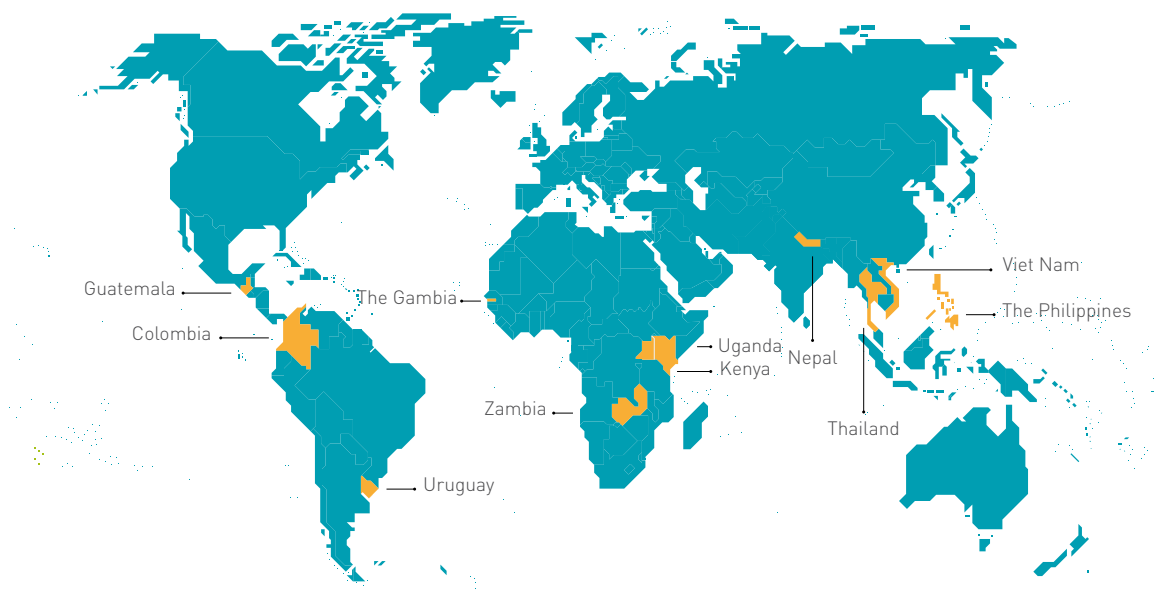 Viet Nam
Guatemala
The Gambia
The Philippines
Colombia
Uganda
Nepal
Kenya
Zambia
Thailand
Uruguay